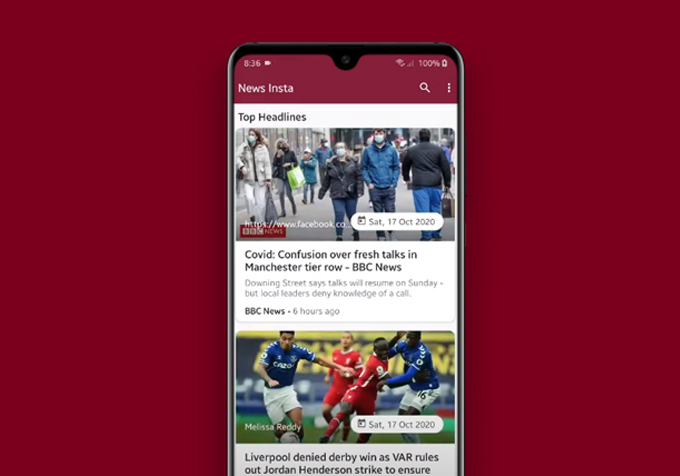 8:36
100%
News Insta
Top Headlines
https://www.facebook.co...
BBC NEWS
Sat, 17 Oct 2020
Covid: Confusion over fresh talks in
Manchester tier row - BBC News
Downing Street says talks will resume on Sunday -
but local leaders deny knowledge of a call.
BBC News - 6 hours ago
CAZOO
16
Melissa Reddy
Sat, 17 Oct 2020
Liverpool denied derby win as VAR rules
out Jordan Henderson strike to ensure